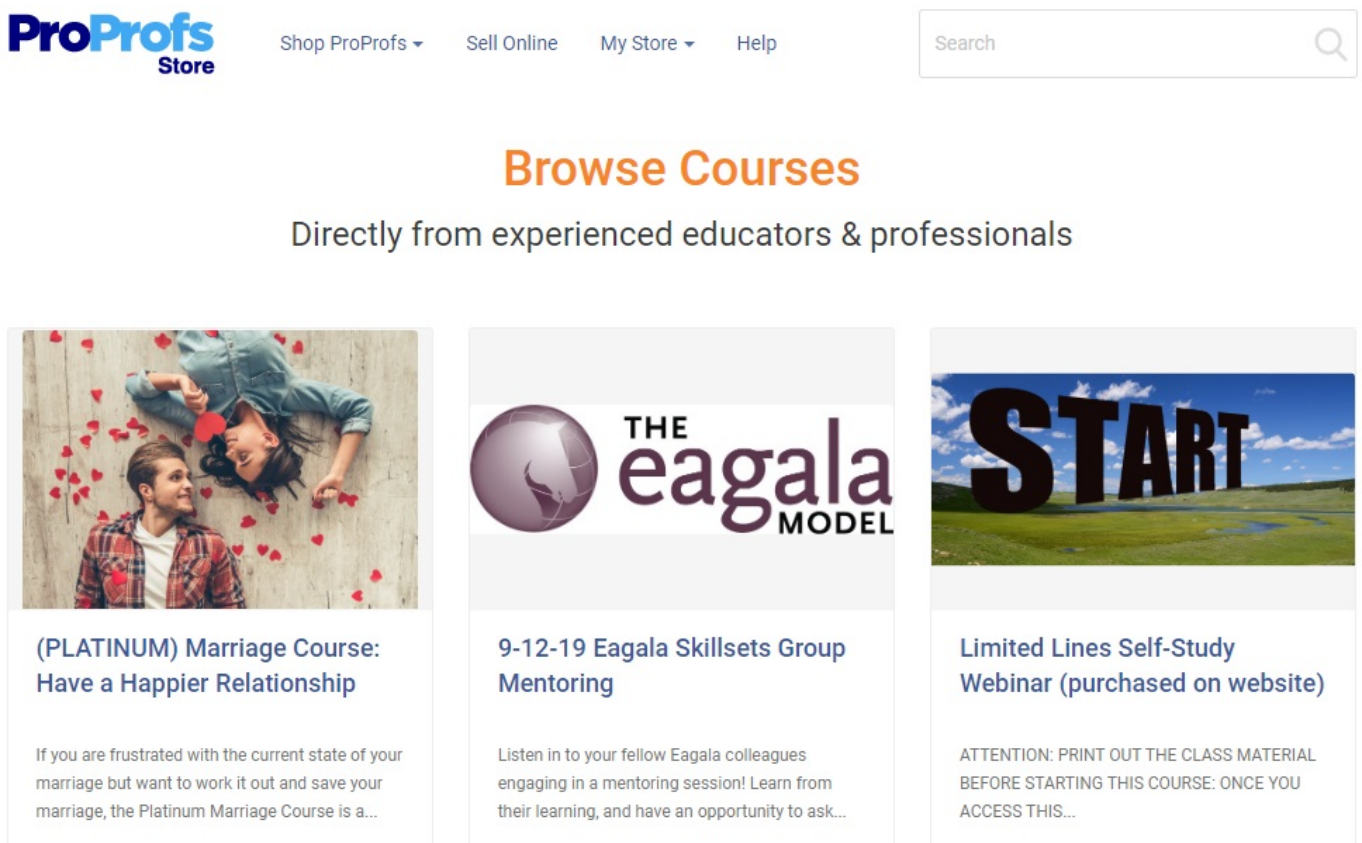 ProProfs
Store
Shop ProProfs
Sell Online
My Store
Help
Search
Browse Courses
Directly from experienced educators & professionals
THE
eagala
MODEL
START
(PLATINUM) Marriage Course:
Have a Happier Relationship
If you are frustrated with the current state of your
marriage but want to work it out and save your
marriage, the Platinum Marriage Course is a...
9-12-19 Eagala Skillsets Group
Mentoring
Listen in to your fellow Eagala colleagues
engaging in a mentoring session! Learn from
their learning, and have an opportunity to ask...
Limited Lines Self-Study
Webinar (purchased on website)
ATTENTION: PRINT OUT THE CLASS MATERIAL
BEFORE STARTING THIS COURSE: ONCE YOU
ACCESS THIS...